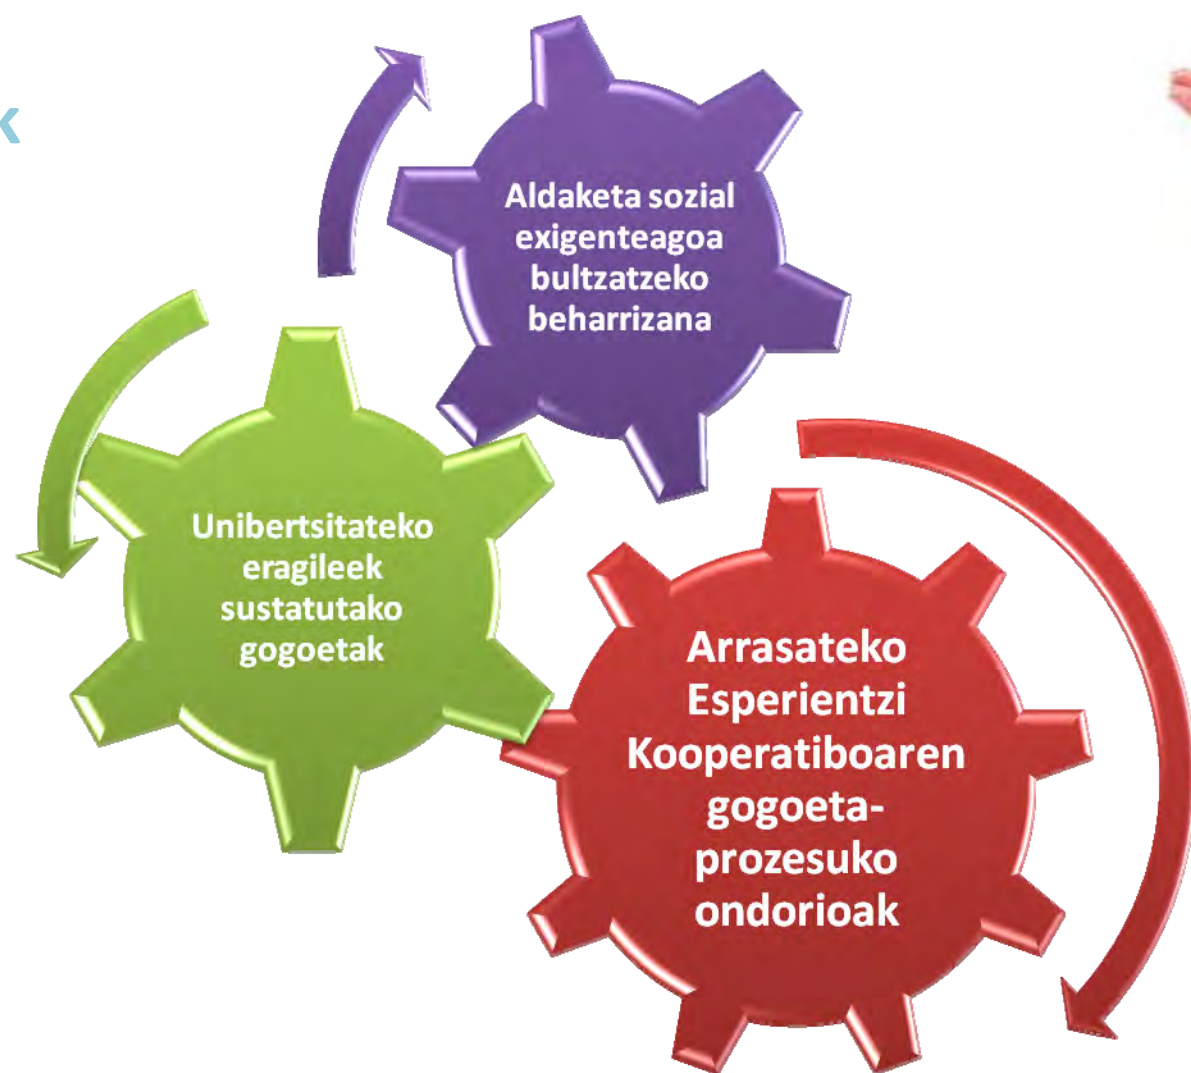 k
Aldaketa sozial
exigenteagoa
bultzatzeko
beharrizana
Unibertsitateko
eragileek
sustatutako
gogoetak
Arrasateko
Esperientzi
Kooperatiboaren
gogoeta-
prozesuko
ondorioak